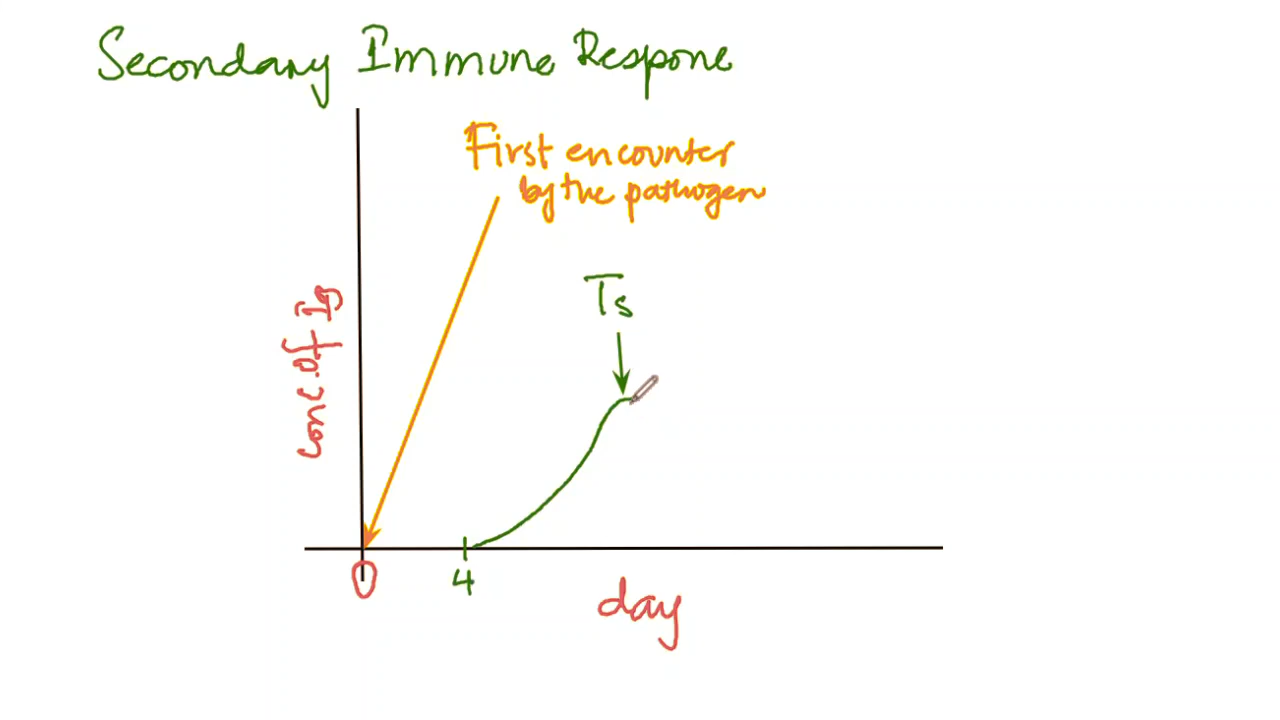 Secondary Immune Respone
First encounter
by the pathogen
Ts
conc. of Ig
0
4
day